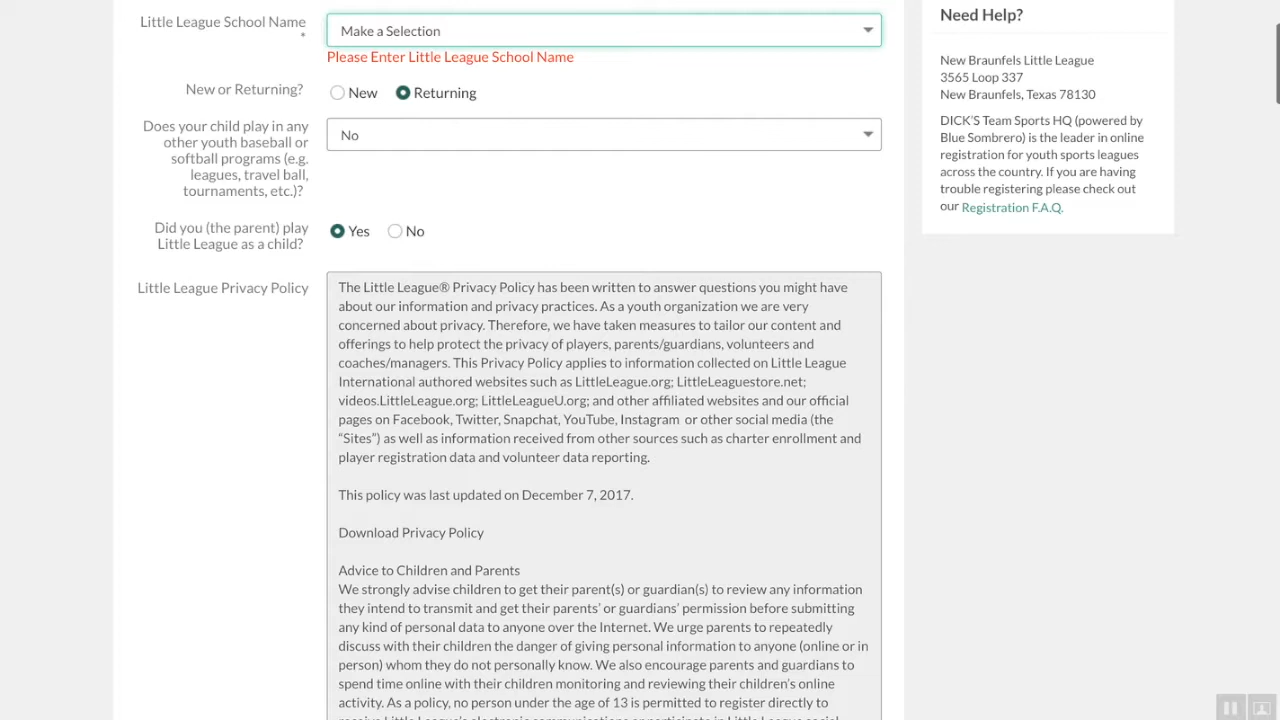 Little League School Name
*
Make a Selection
Please Enter Little League School Name
New or Returning?
New
Returning
Does your child play in any
other youth baseball or
softball programs (e.g.
leagues, travel ball,
tournaments, etc.)?
No
Did you (the parent) play
Little League as a child?
Yes
No
Little League Privacy Policy
The Little League® Privacy Policy has been written to answer questions you might have
about our information and privacy practices. As a youth organization we are very
concerned about privacy. Therefore, we have taken measures to tailor our content and
offerings to help protect the privacy of players, parents/guardians, volunteers and
coaches/managers. This Privacy Policy applies to information collected on Little League
International authored websites such as LittleLeague.org; LittleLeaguestore.net;
videos.LittleLeague.org; LittleLeagueU.org; and other affiliated websites and our official
pages on Facebook, Twitter, Snapchat, YouTube, Instagram or other social media (the
“Sites”) as well as information received from other sources such as charter enrollment and
player registration data and volunteer data reporting.
This policy was last updated on December 7, 2017.
Download Privacy Policy
Advice to Children and Parents
We strongly advise children to get their parent(s) or guardian(s) to review any information
they intend to transmit and get their parents’ or guardians’ permission before submitting
any kind of personal data to anyone over the Internet. We urge parents to repeatedly
discuss with their children the danger of giving personal information to anyone (online or in
person) whom they do not personally know. We also encourage parents and guardians to
spend time online with their children monitoring and reviewing their children’s online
activity. As a policy, no person under the age of 13 is permitted to register directly to
receive Little League’s electronic communications or participate in Little League social
Need Help?
New Braunfels Little League
3565 Loop 337
New Braunfels, Texas 78130
DICK’S Team Sports HQ (powered by
Blue Sombrero) is the leader in online
registration for youth sports leagues
across the country. If you are having
trouble registering please check out
our Registration F.A.Q.